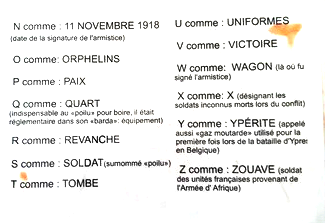 N comme : 11 NOVEMBRE 1918
(date de la signature de l'armistice)
O comme : ORPHELINS
P comme : PAIX
Q comme : QUART
(indispensable au «poilu» pour boire, il était
réglementaire dans son «barda»: équipement)
R comme : REVANCHE
S comme : SOLDAT(surnommé «poilu»)
T comme : TOMBE
U comme : UNIFORMES
V comme : VICTOIRE
W comme: WAGON (là où fu
signé l'armistice)
X comme: X (désignant les
soldats inconnus morts lors du conflit)
Y comme: YPÉRITE (appelé
aussi «gaz moutarde» utilisé pour la
première fois lors de la bataille d'Ypres
en Belgique)
Z comme : ZOUAVE (soldat
des unités françaises provenant de
l'Armée d' Afrique)